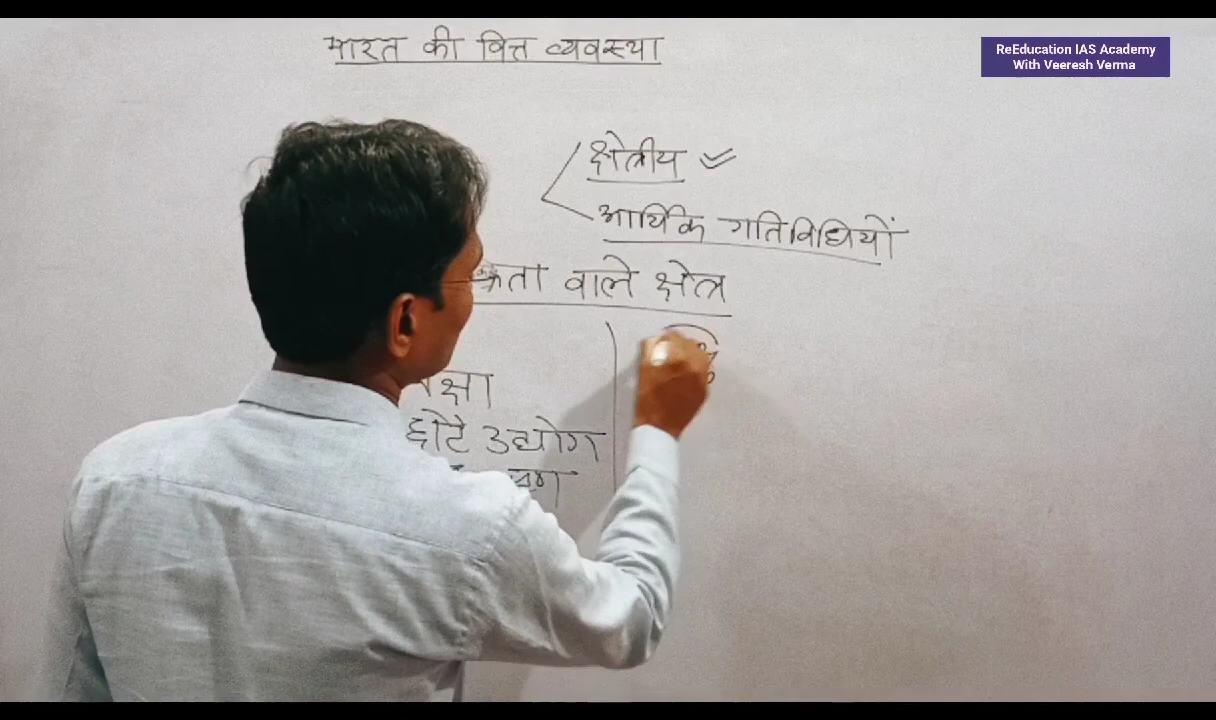 भारत की वित्त व्यवस्था
ReEducation IAS Academy
With Veeresh Verma
क्षेत्रीय
आर्थिक गतिविधियों
वाले क्षेत्र
छोटे उद्योग